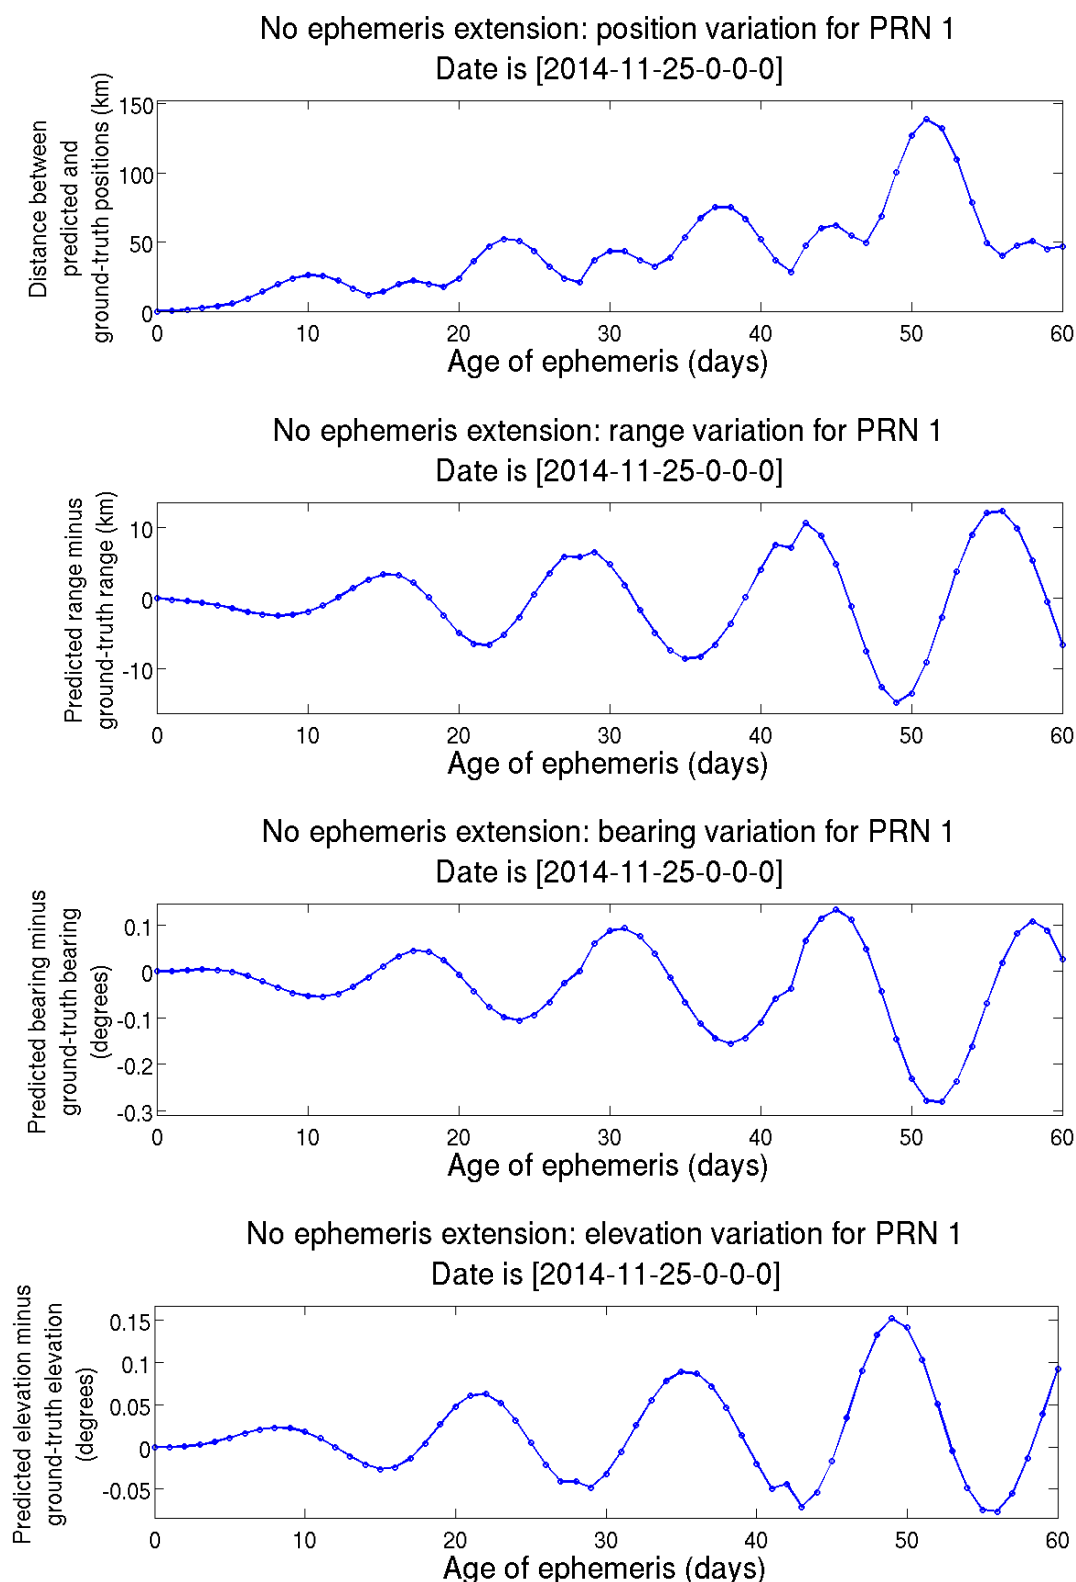 No ephemeris extension: position variation for PRN 1
Date is [2014-11-25-0-0-0]
Distance between
predicted and
ground-truth positions (km)
150
100
50
0
0 10 20 30 40 50 60
Age of ephemeris (days)
No ephemeris extension: range variation for PRN 1
Date is [2014-11-25-0-0-0]
Predicted range minus
ground-truth range (km)
10
0
-10
0 10 20 30 40 50 60
Age of ephemeris (days)
No ephemeris extension: bearing variation for PRN 1
Date is [2014-11-25-0-0-0]
Predicted bearing minus
ground-truth bearing
(degrees)
0.1
0
-0.1
-0.2
-0.3
0 10 20 30 40 50 60
Age of ephemeris (days)
No ephemeris extension: elevation variation for PRN 1
Date is [2014-11-25-0-0-0]
Predicted elevation minus
ground-truth elevation
(degrees)
0.15
0.1
0.05
0
-0.05
0 10 20 30 40 50 60
Age of ephemeris (days)